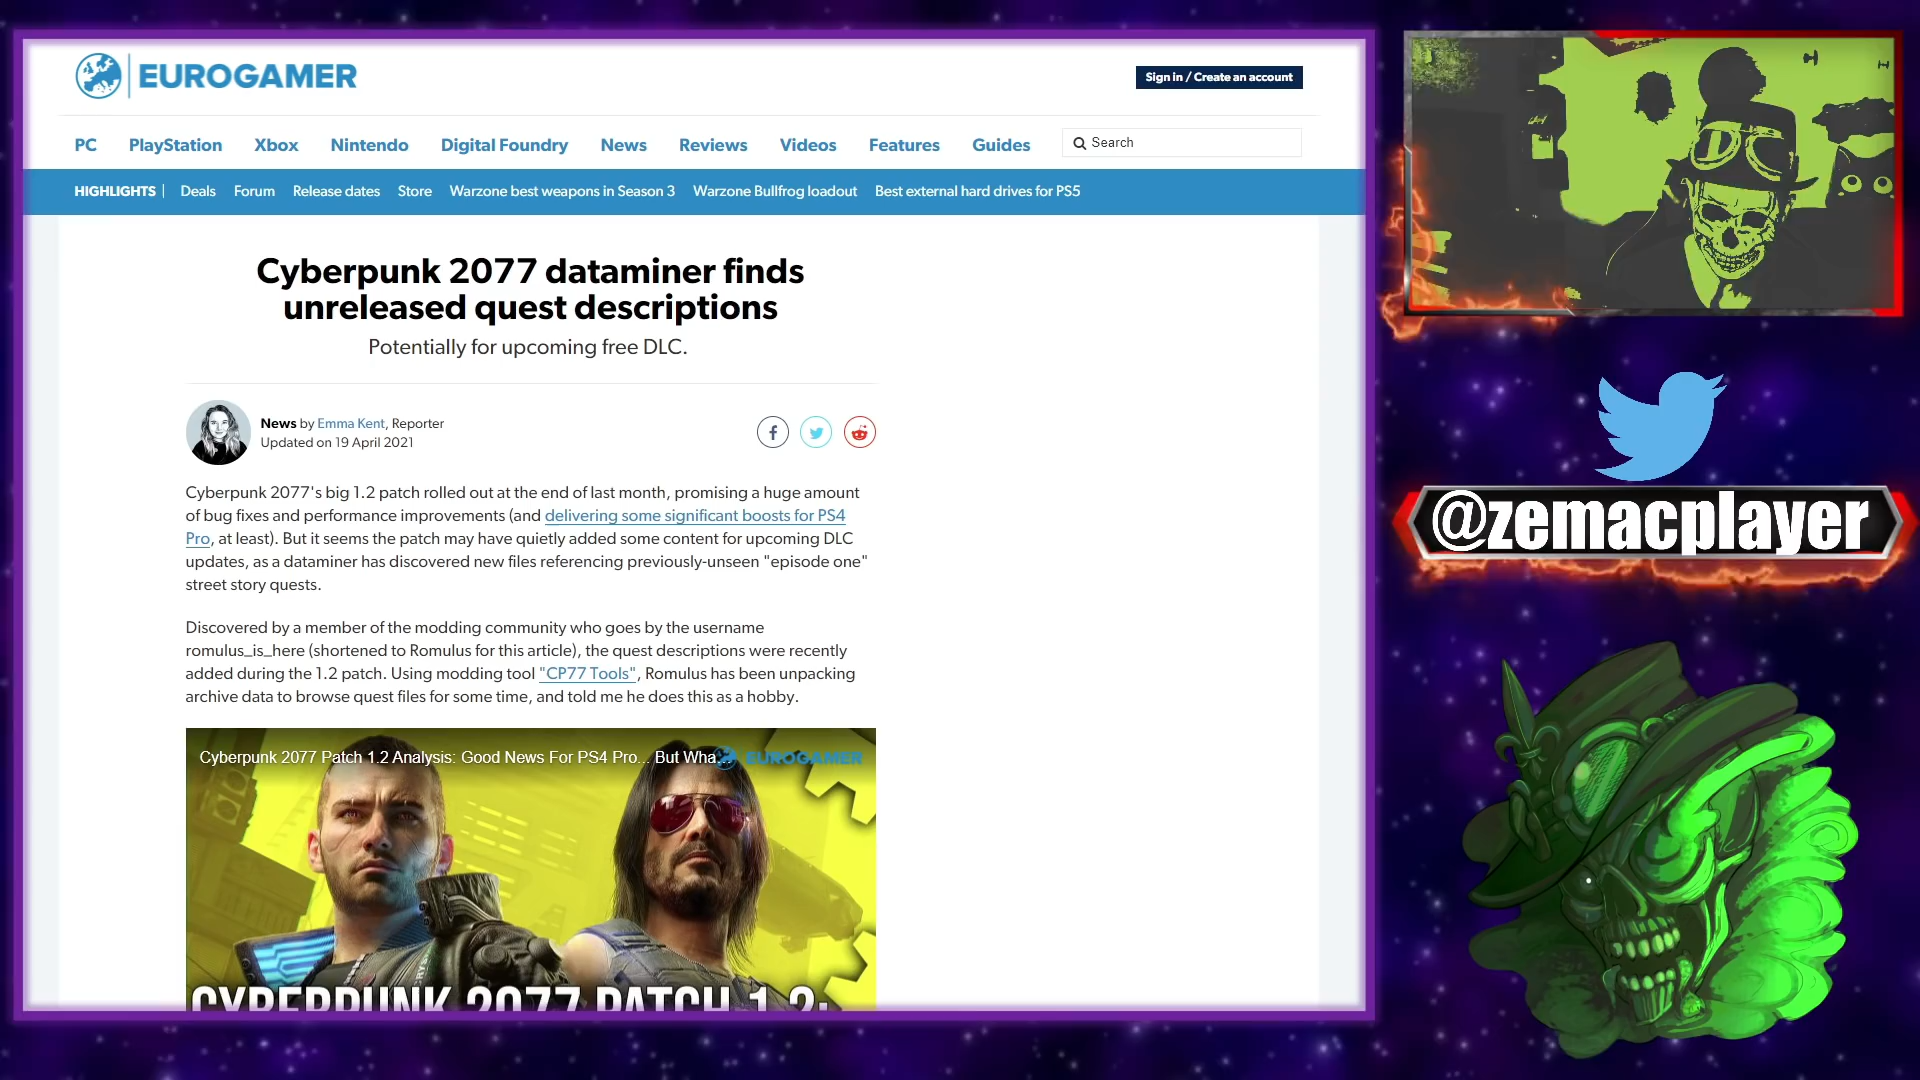 EUROGAMER
Sign in / Create an account
PC PlayStation Xbox Nintendo Digital Foundry News Reviews Videos Features Guides Search
HIGHLIGHTS | Deals Forum Release dates Store Warzone best weapons in Season 3 Warzone Bullfrog loadout Best external hard drives for PS5
Cyberpunk 2077 dataminer finds
unreleased quest descriptions
Potentially for upcoming free DLC.
News by Emma Kent, Reporter
Updated on 19 April 2021
Cyberpunk 2077's big 1.2 patch rolled out at the end of last month, promising a huge amount
of bug fixes and performance improvements (and delivering some significant boosts for PS4
Pro, at least). But it seems the patch may have quietly added some content for upcoming DLC
updates, as a dataminer has discovered new files referencing previously-unseen "episode one"
street story quests.
Discovered by a member of the modding community who goes by the username
romulus_is_here (shortened to Romulus for this article), the quest descriptions were recently
added during the 1.2 patch. Using modding tool "CP77 Tools", Romulus has been unpacking
archive data to browse quest files for some time, and told me he does this as a hobby.
Cyberpunk 2077 Patch 1.2 Analysis: Good News For PS4 Pro... But Wha...
EUROGAMER
CYBERPUNK 2077 PATCH 1.2:
@zemacplayer